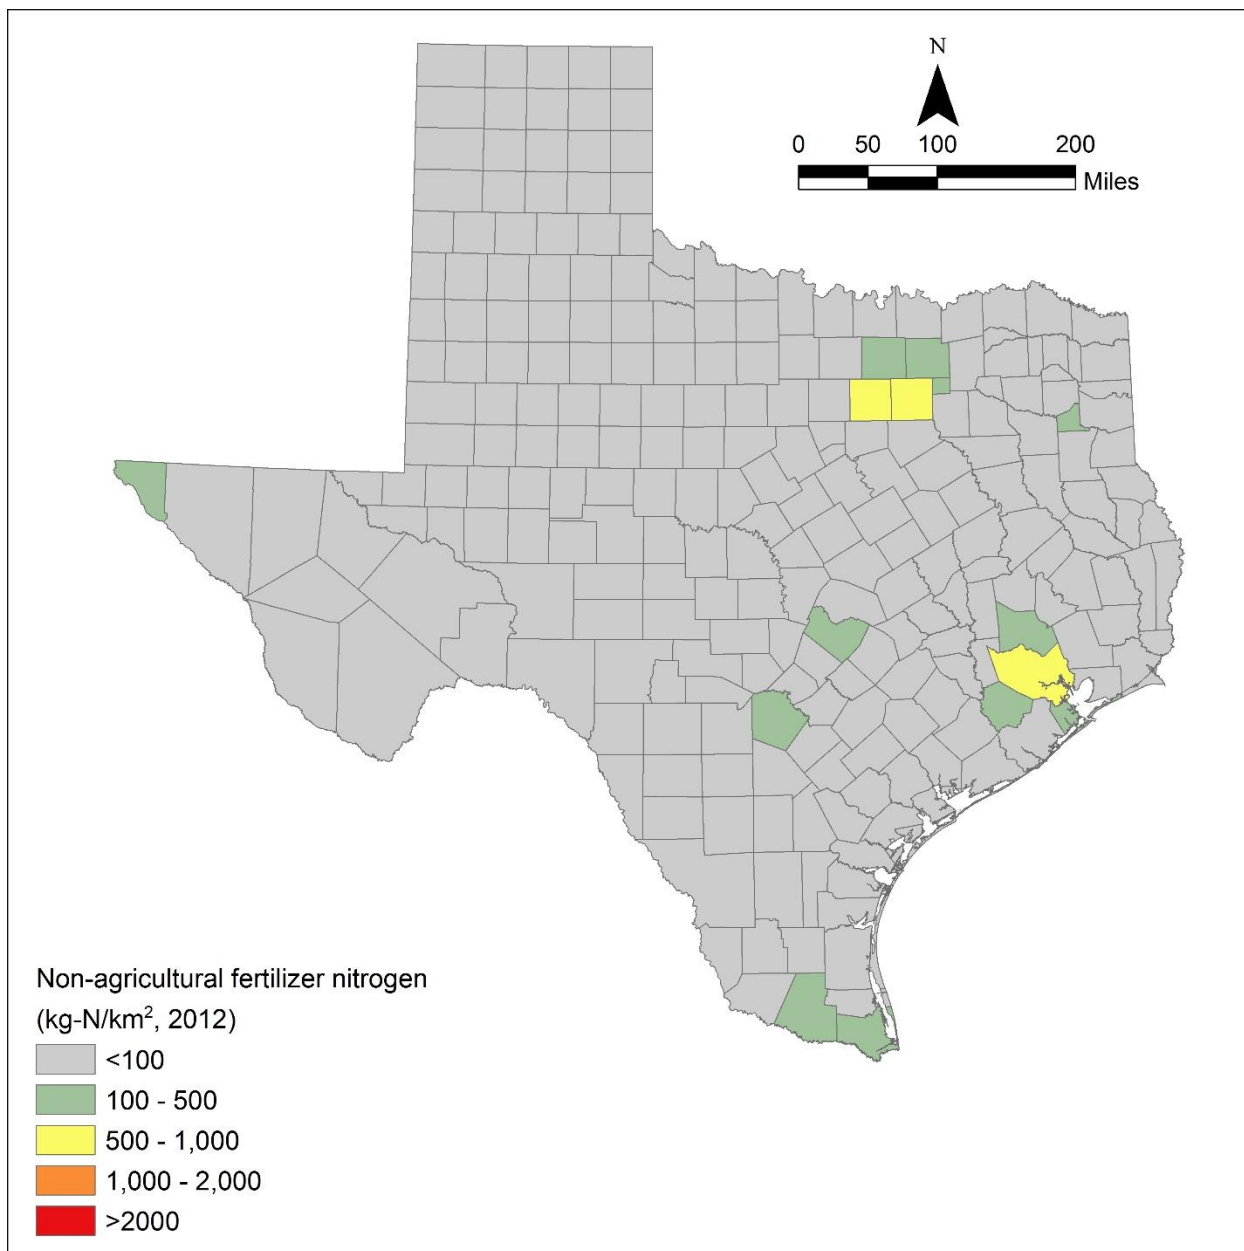 N
0 50 100 200
Miles
Non-agricultural fertilizer nitrogen
(kg-N/km², 2012)
<100
100 - 500
500 - 1,000
1,000 - 2,000
>2000